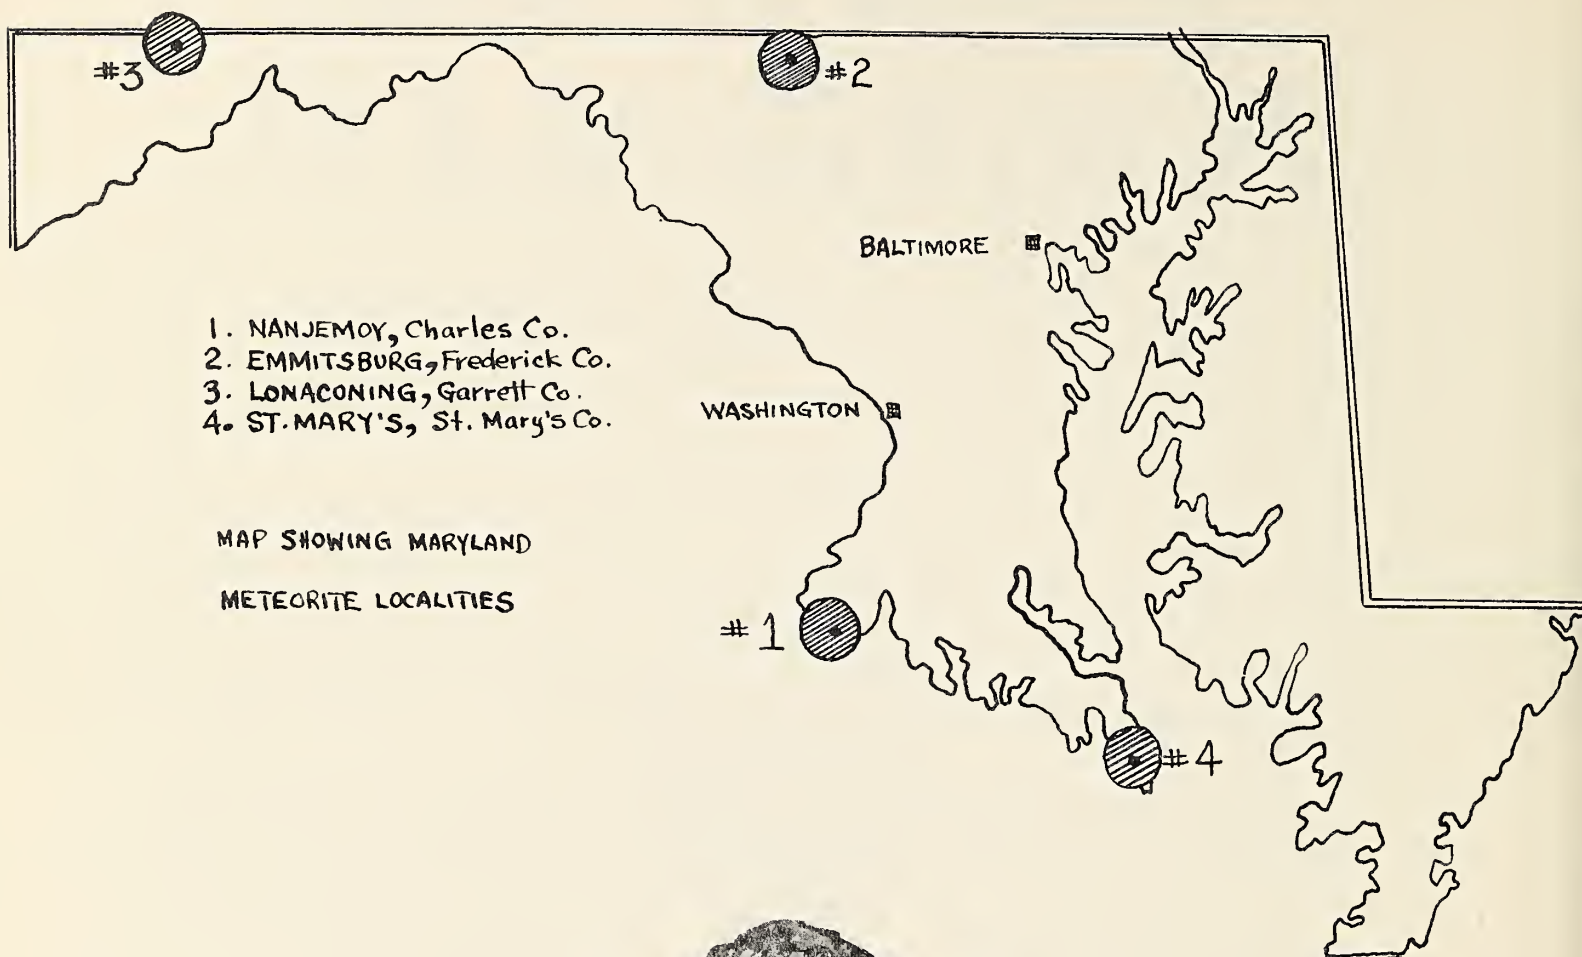 #3
#2
BALTIMORE
1. NANJEMOY, Charles Co.
2. EMMITSBURG, Frederick Co.
3. LONACONING, Garrett Co.
4. ST. MARY'S, St. Mary's Co.
WASHINGTON
MAP SHOWING MARYLAND
METEORITE LOCALITIES
#1
#4